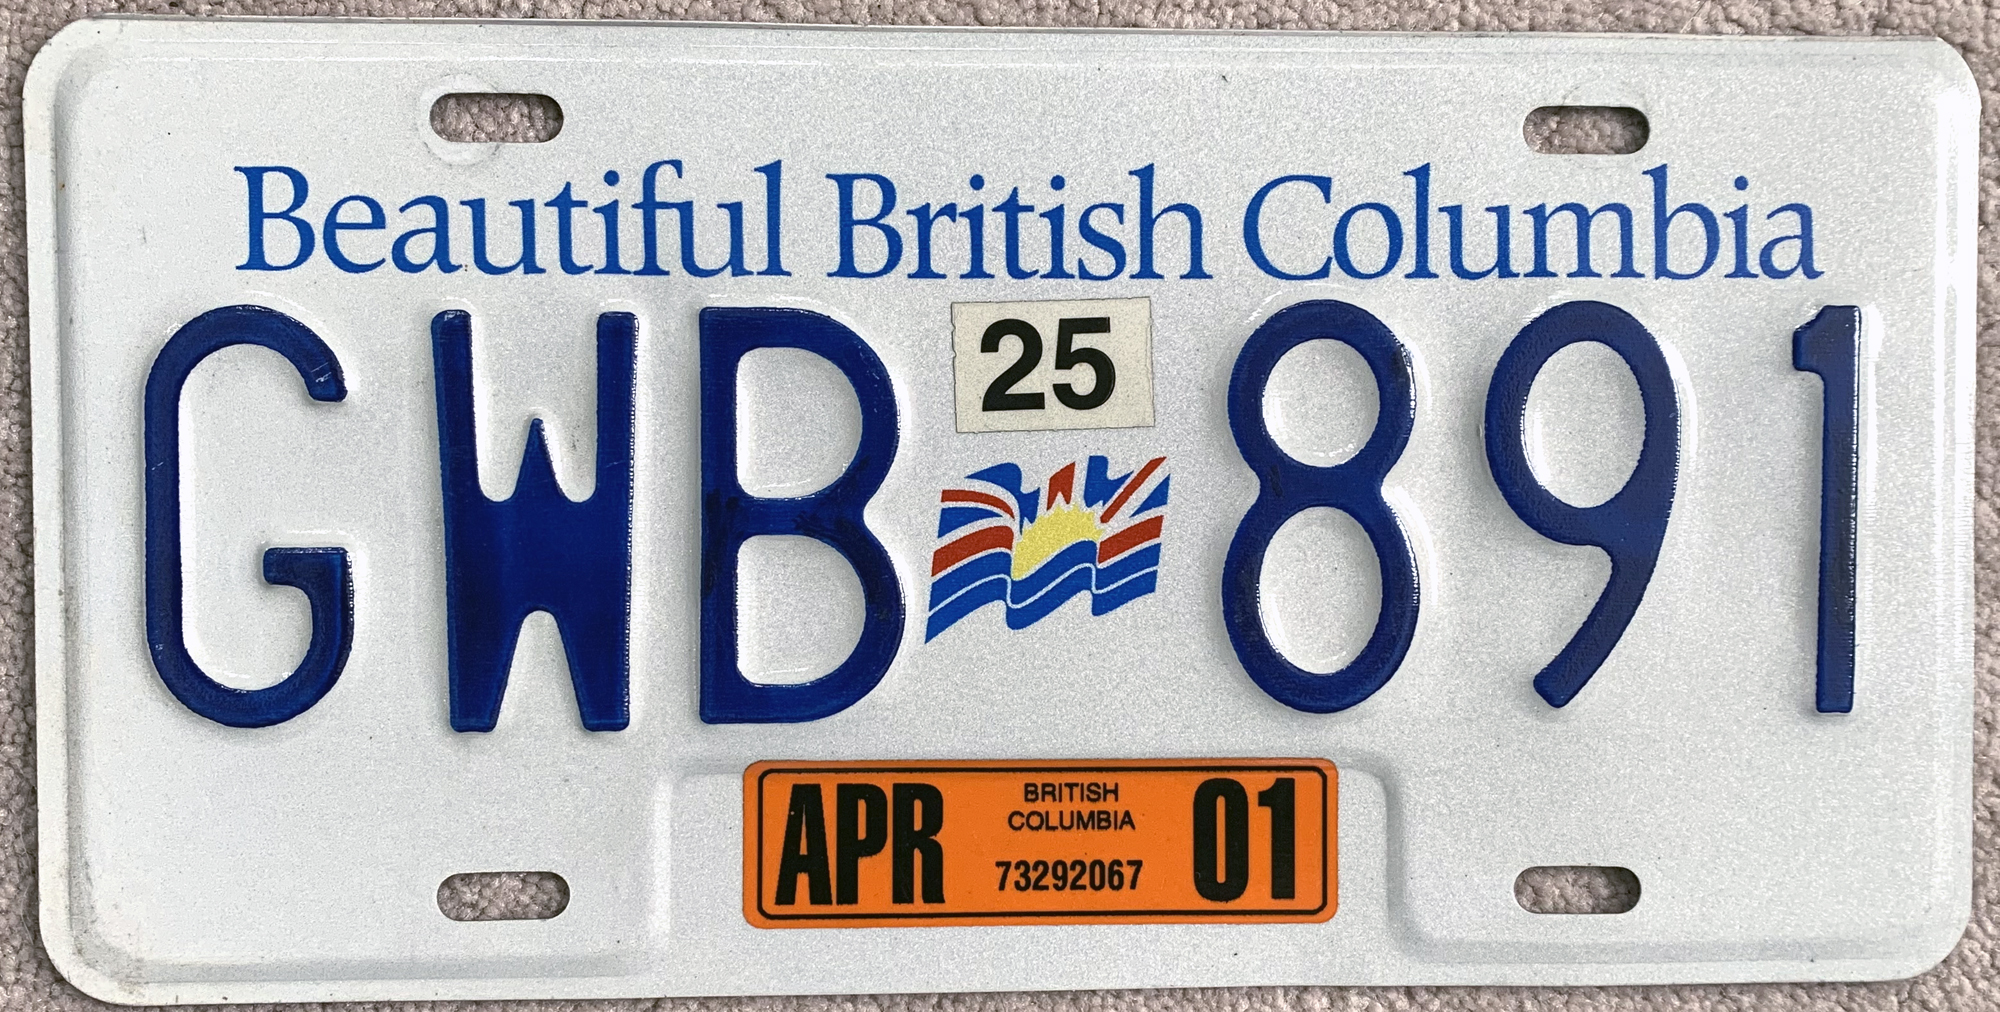 Beautiful British Columbia
GWB 25 891
APR BRITISH COLUMBIA 73292067 01